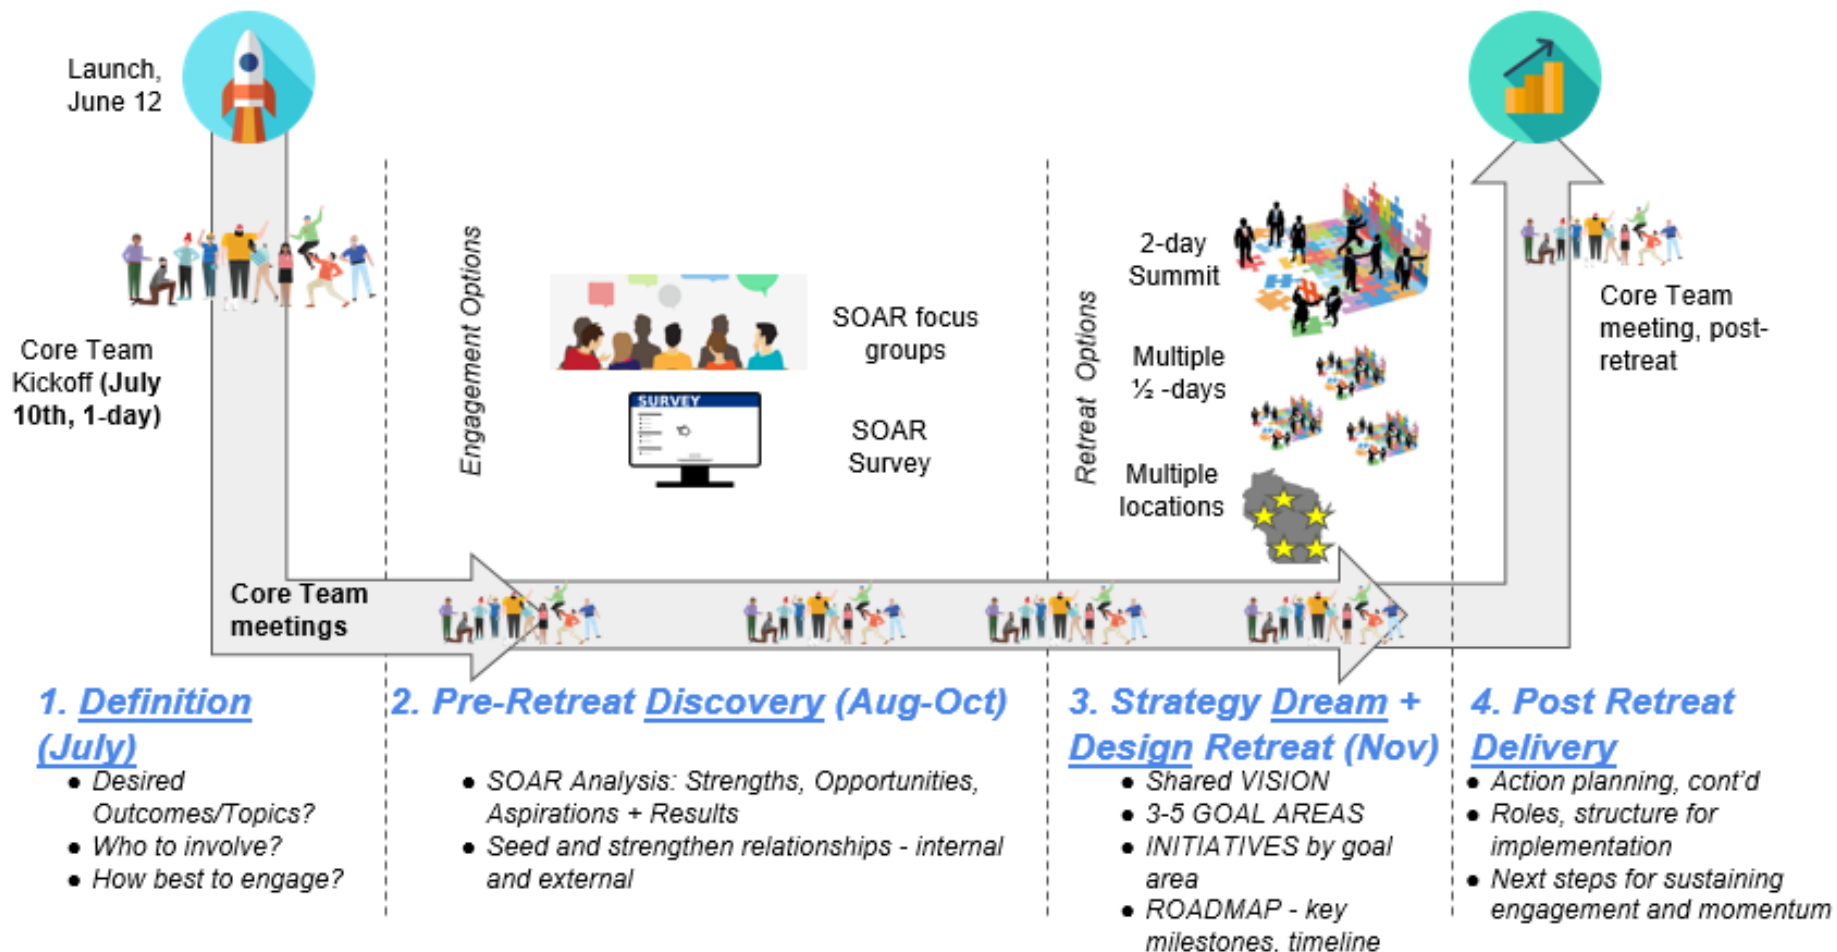 Launch,
June 12
Core Team
Kickoff (July
10th, 1-day)
Engagement Options
SOAR focus
groups
SURVEY
SOAR
Survey
Retreat Options
2-day
Summit
Multiple
½ -days
Multiple
locations
Core Team
meeting, post-
retreat
Core Team
meetings
1. Definition
(July)
● Desired
Outcomes/Topics?
● Who to involve?
● How best to engage?
2. Pre-Retreat Discovery (Aug-Oct)
● SOAR Analysis: Strengths, Opportunities,
Aspirations + Results
● Seed and strengthen relationships - internal
and external
3. Strategy Dream +
Design Retreat (Nov)
● Shared VISION
● 3-5 GOAL AREAS
● INITIATIVES by goal
area
● ROADMAP - key
milestones, timeline
4. Post Retreat
Delivery
● Action planning, cont'd
● Roles, structure for
implementation
● Next steps for sustaining
engagement and momentum